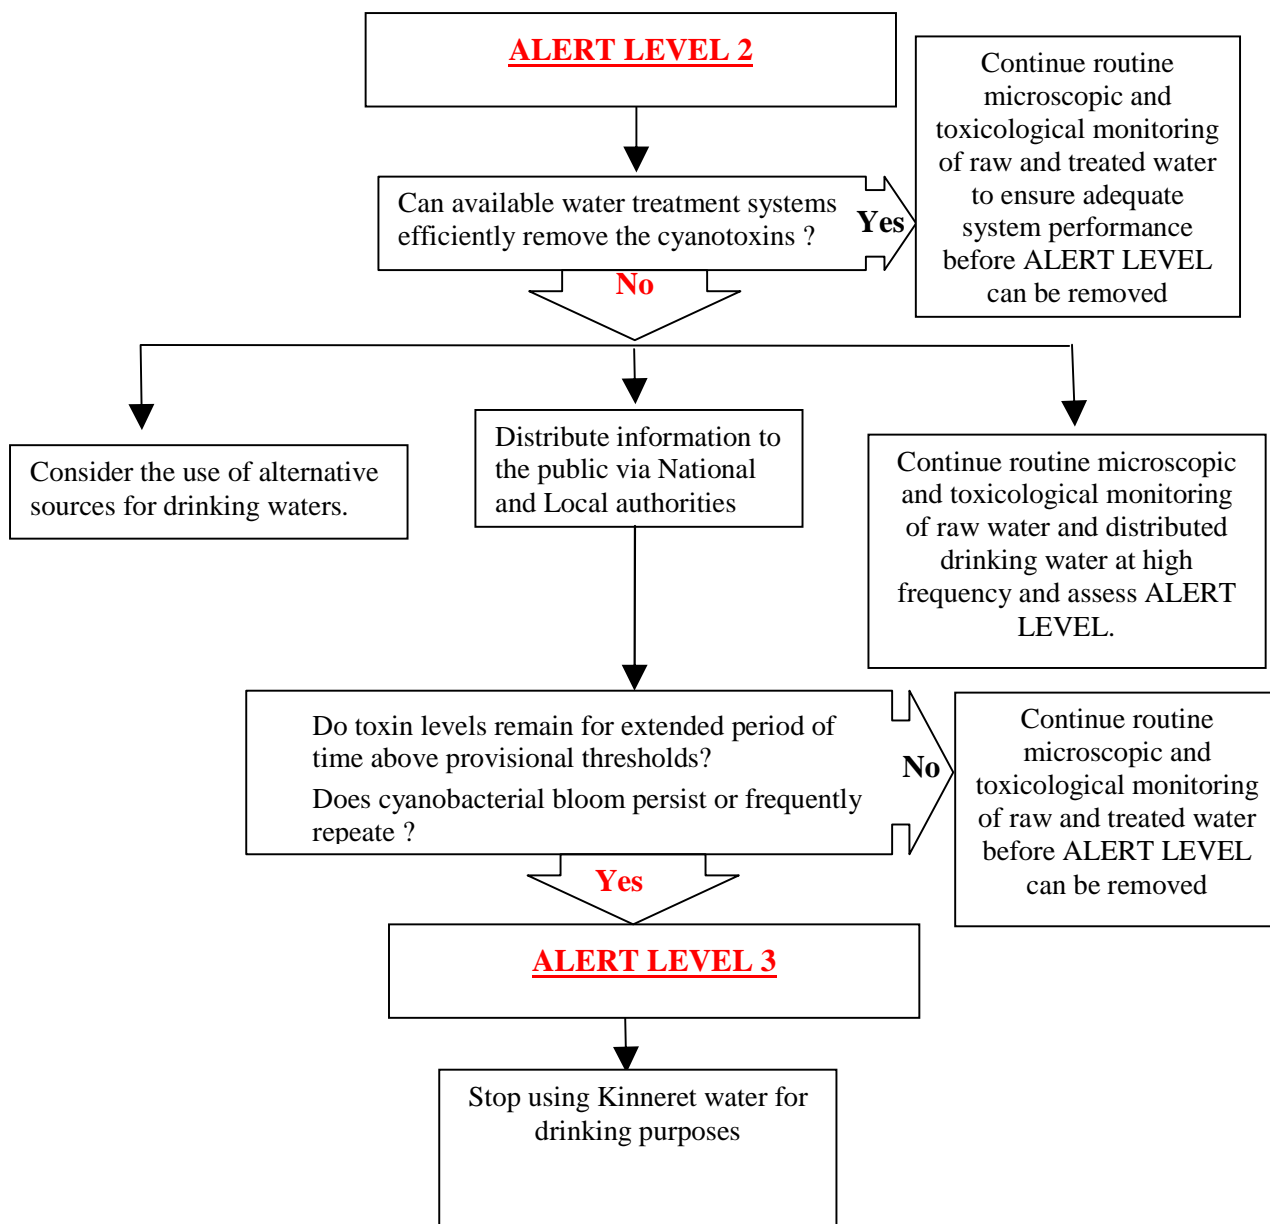 ALERT LEVEL 2
Continue routine
microscopic and
toxicological monitoring
of raw and treated water
to ensure adequate
system performance
before ALERT LEVEL
can be removed
Can available water treatment systems
efficiently remove the cyanotoxins ?
Yes
No
Consider the use of alternative
sources for drinking waters.
Distribute information to
the public via National
and Local authorities
Continue routine microscopic
and toxicological monitoring
of raw water and distributed
drinking water at high
frequency and assess ALERT
LEVEL.
Do toxin levels remain for extended period of
time above provisional thresholds?
Does cyanobacterial bloom persist or frequently
repeate ?
No
Continue routine
microscopic and
toxicological monitoring
of raw and treated water
before ALERT LEVEL
can be removed
Yes
ALERT LEVEL 3
Stop using Kinneret water for
drinking purposes